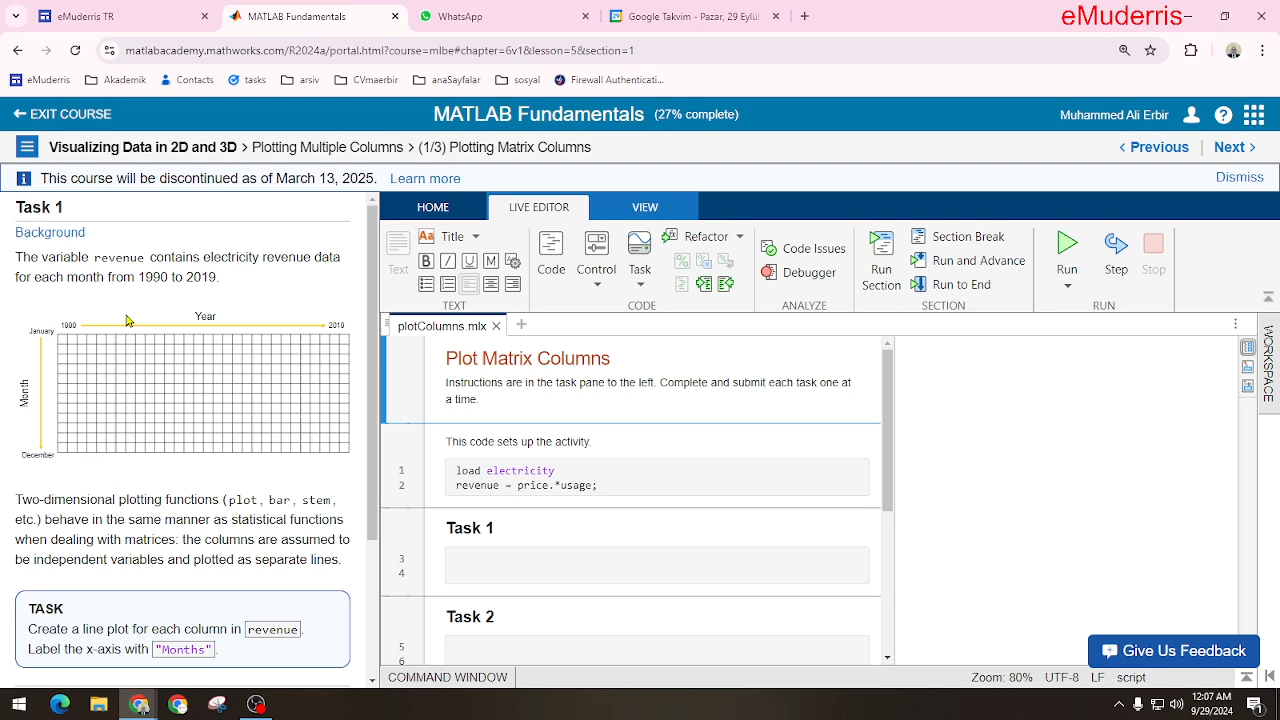 eMuderris TR
MATLAB Fundamentals
WhatsApp
Google Takvim - Pazar, 29 Eylül
eMuderris
matlabacademy.mathworks.com/R2024a/portal.html?course=mlbe#chapter=6v1&lesson=5&section=1
eMuderris
Akademik
Contacts
tasks
arsiv
CVmaerbir
anaSayfalar
sosyal
Firewall Authenticati...
EXIT COURSE
MATLAB Fundamentals (27% complete)
Muhammed Ali Erbir
Visualizing Data in 2D and 3D > Plotting Multiple Columns > (1/3) Plotting Matrix Columns
< Previous
Next >
This course will be discontinued as of March 13, 2025. Learn more
Dismiss
Task 1
Background
The variable revenue contains electricity revenue data
for each month from 1990 to 2019.
Year
1990
2019
January
Month
December
Two-dimensional plotting functions (plot, bar, stem,
etc.) behave in the same manner as statistical functions
when dealing with matrices: the columns are assumed to
be independent variables and plotted as separate lines.
TASK
Create a line plot for each column in revenue.
Label the x-axis with "Months".
HOME
LIVE EDITOR
VIEW
Text
Aa Title
B I U M
TEXT
Code
Control
Task
Refactor
CODE
Code Issues
Debugger
ANALYZE
Run
Section
Section Break
Run and Advance
Run to End
SECTION
Run
Step
Stop
RUN
plotColumns.mlx
WORKSPACE
Plot Matrix Columns
Instructions are in the task pane to the left. Complete and submit each task one at
a time.
This code sets up the activity.
1 load electricity
2 revenue = price.*usage;
Task 1
3
4
Task 2
5
6
Give Us Feedback
COMMAND WINDOW
Zoom: 80%
UTF-8
LF
script
12:07 AM
9/29/2024